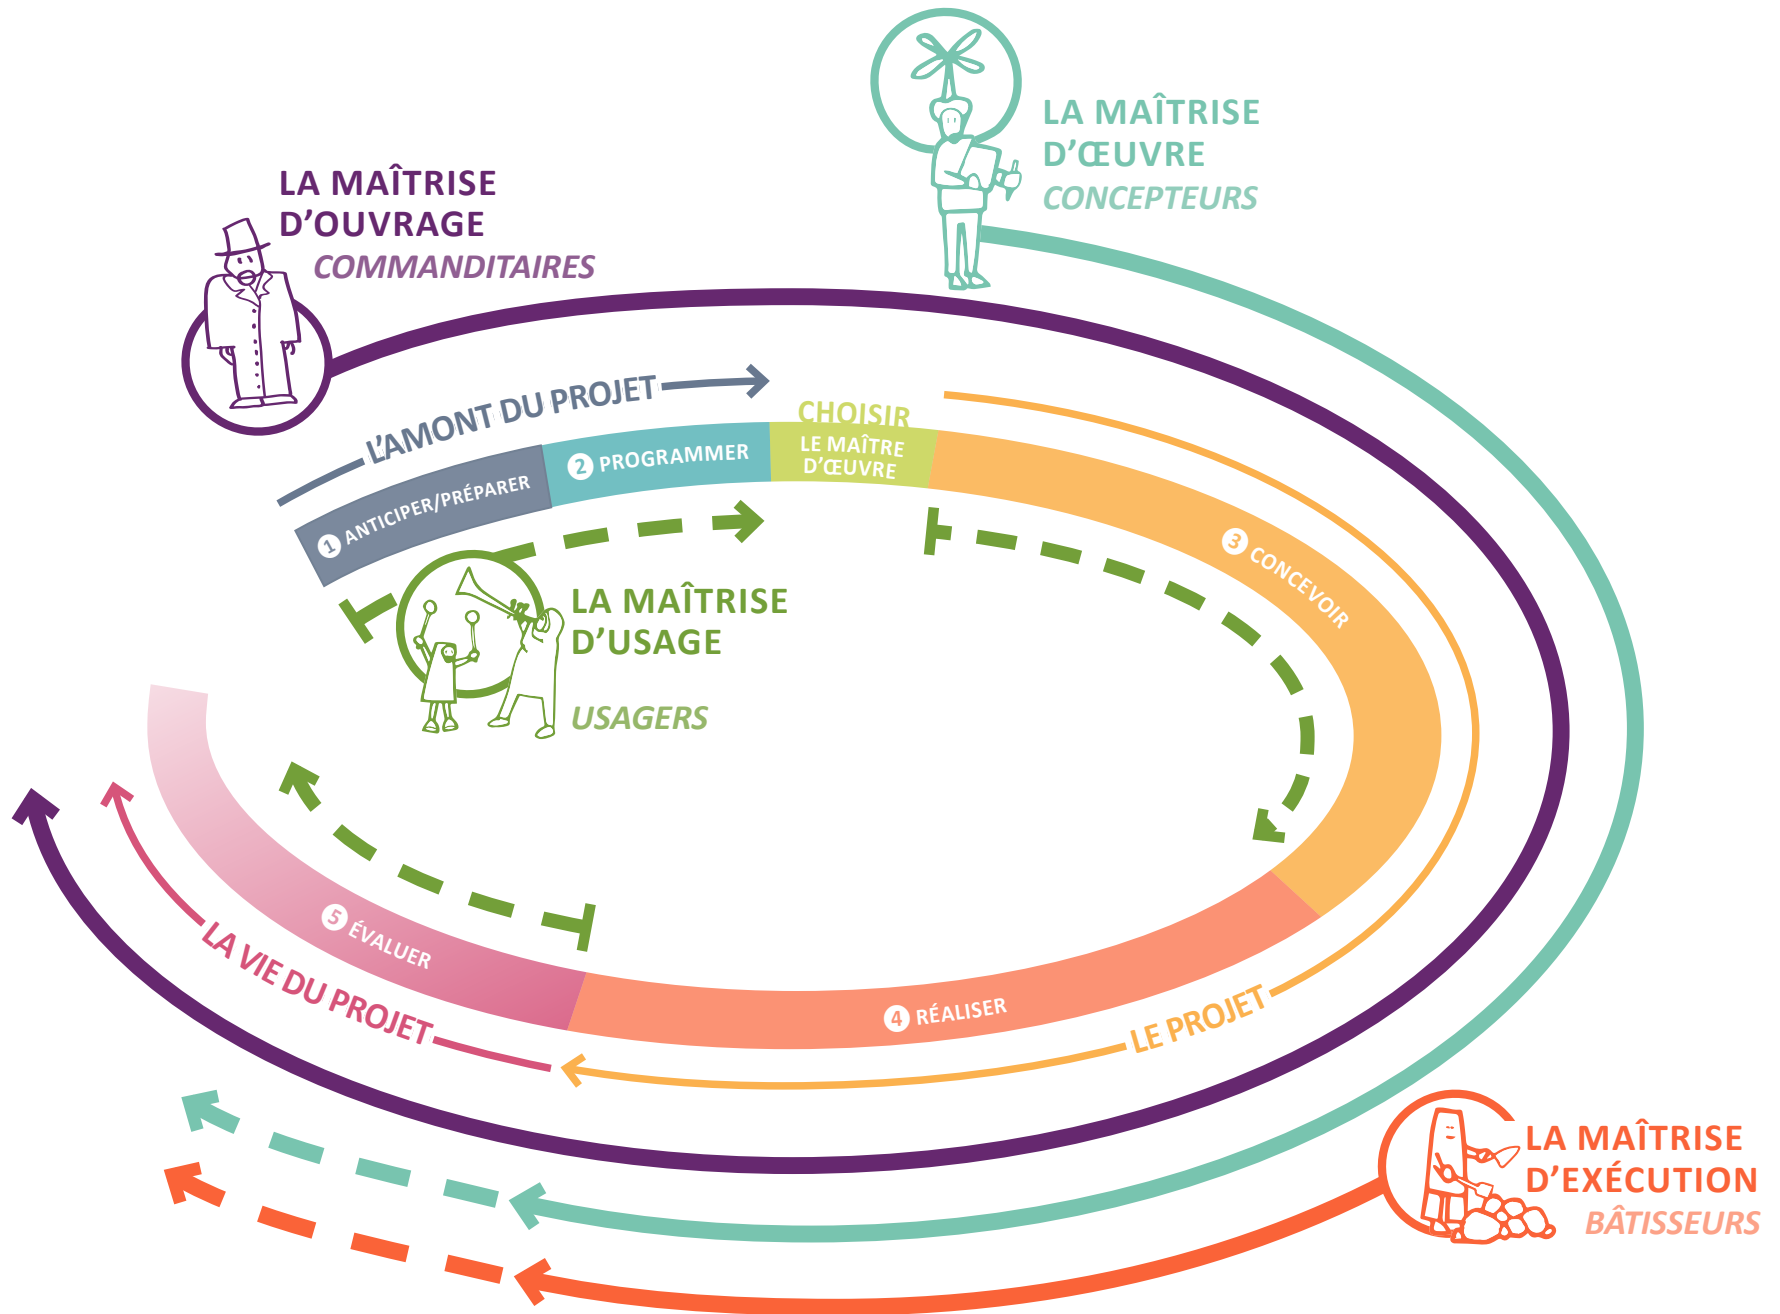 LA MAÎTRISE
D'ŒUVRE
CONCEPTEURS
LA MAÎTRISE
D'OUVRAGE
COMMANDITAIRES
L'AMONT DU PROJET
CHOISIR
LE MAÎTRE
D'ŒUVRE
1 ANTICIPER/PRÉPARER
2 PROGRAMMER
3 CONCEVOIR
LA MAÎTRISE
D'USAGE
USAGERS
5 ÉVALUER
4 RÉALISER
LA VIE DU PROJET
LE PROJET
LA MAÎTRISE
D'EXÉCUTION
BÂTISSEURS